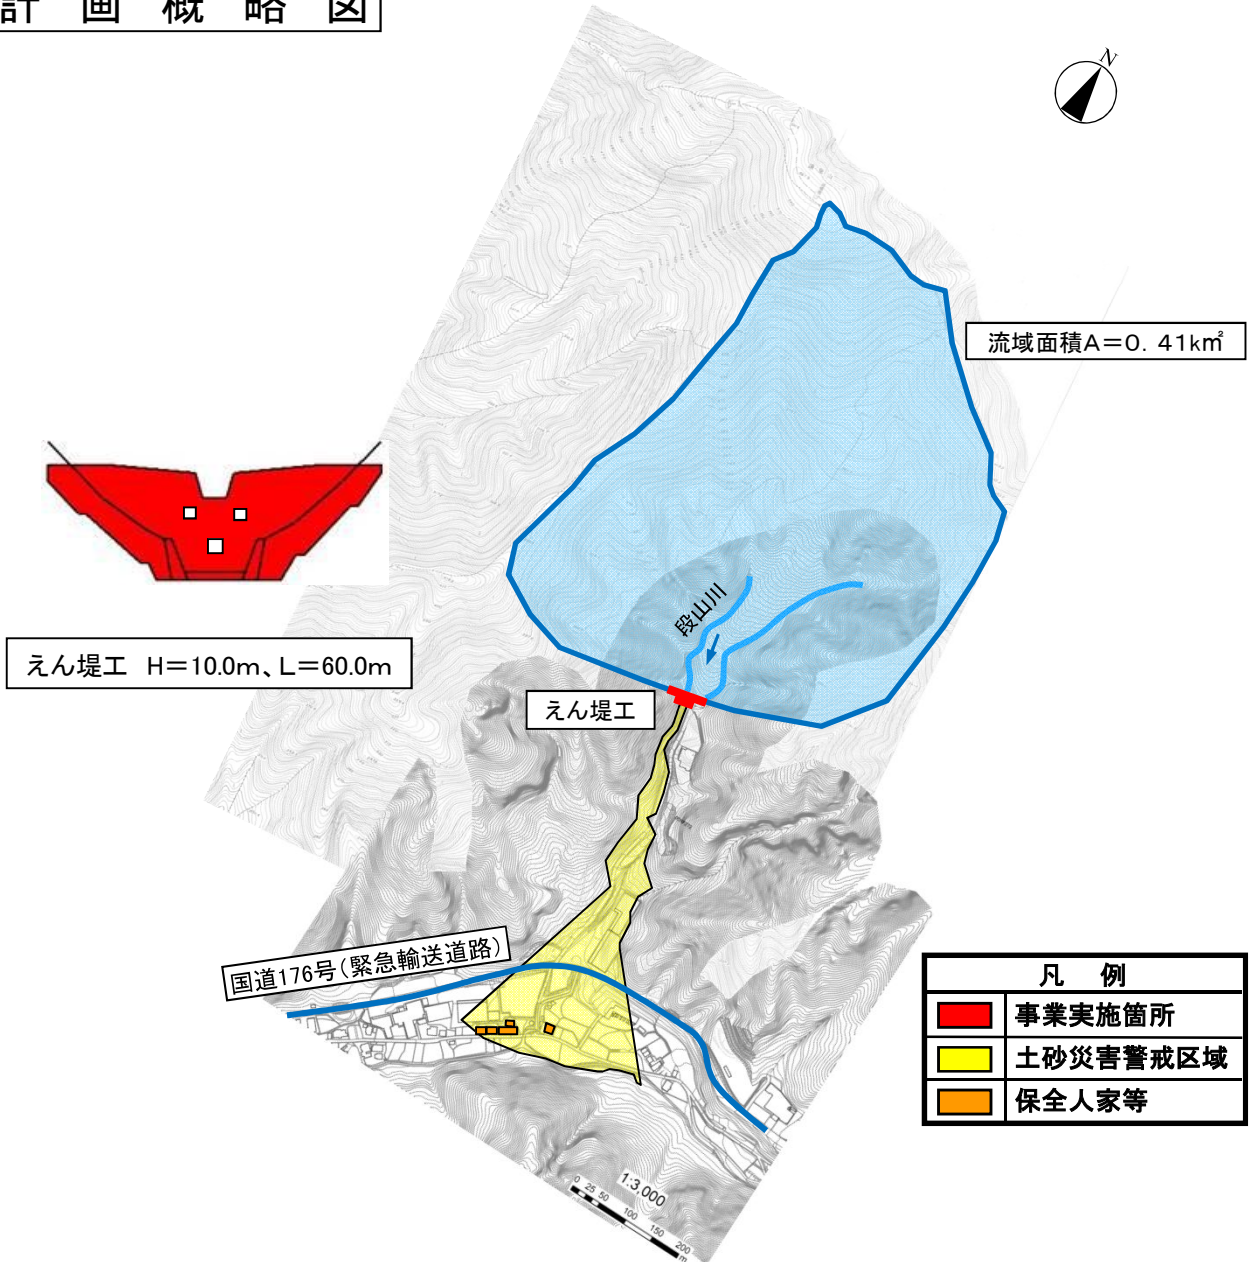 計画概略図
N
流域面積A＝0.41km²
段山川
えん堤工 H＝10.0m、L＝60.0m
えん堤工
国道176号（緊急輸送道路）
凡例
事業実施箇所
土砂災害警戒区域
保全人家等
1:3,000
0 25 50 100 150 200
m